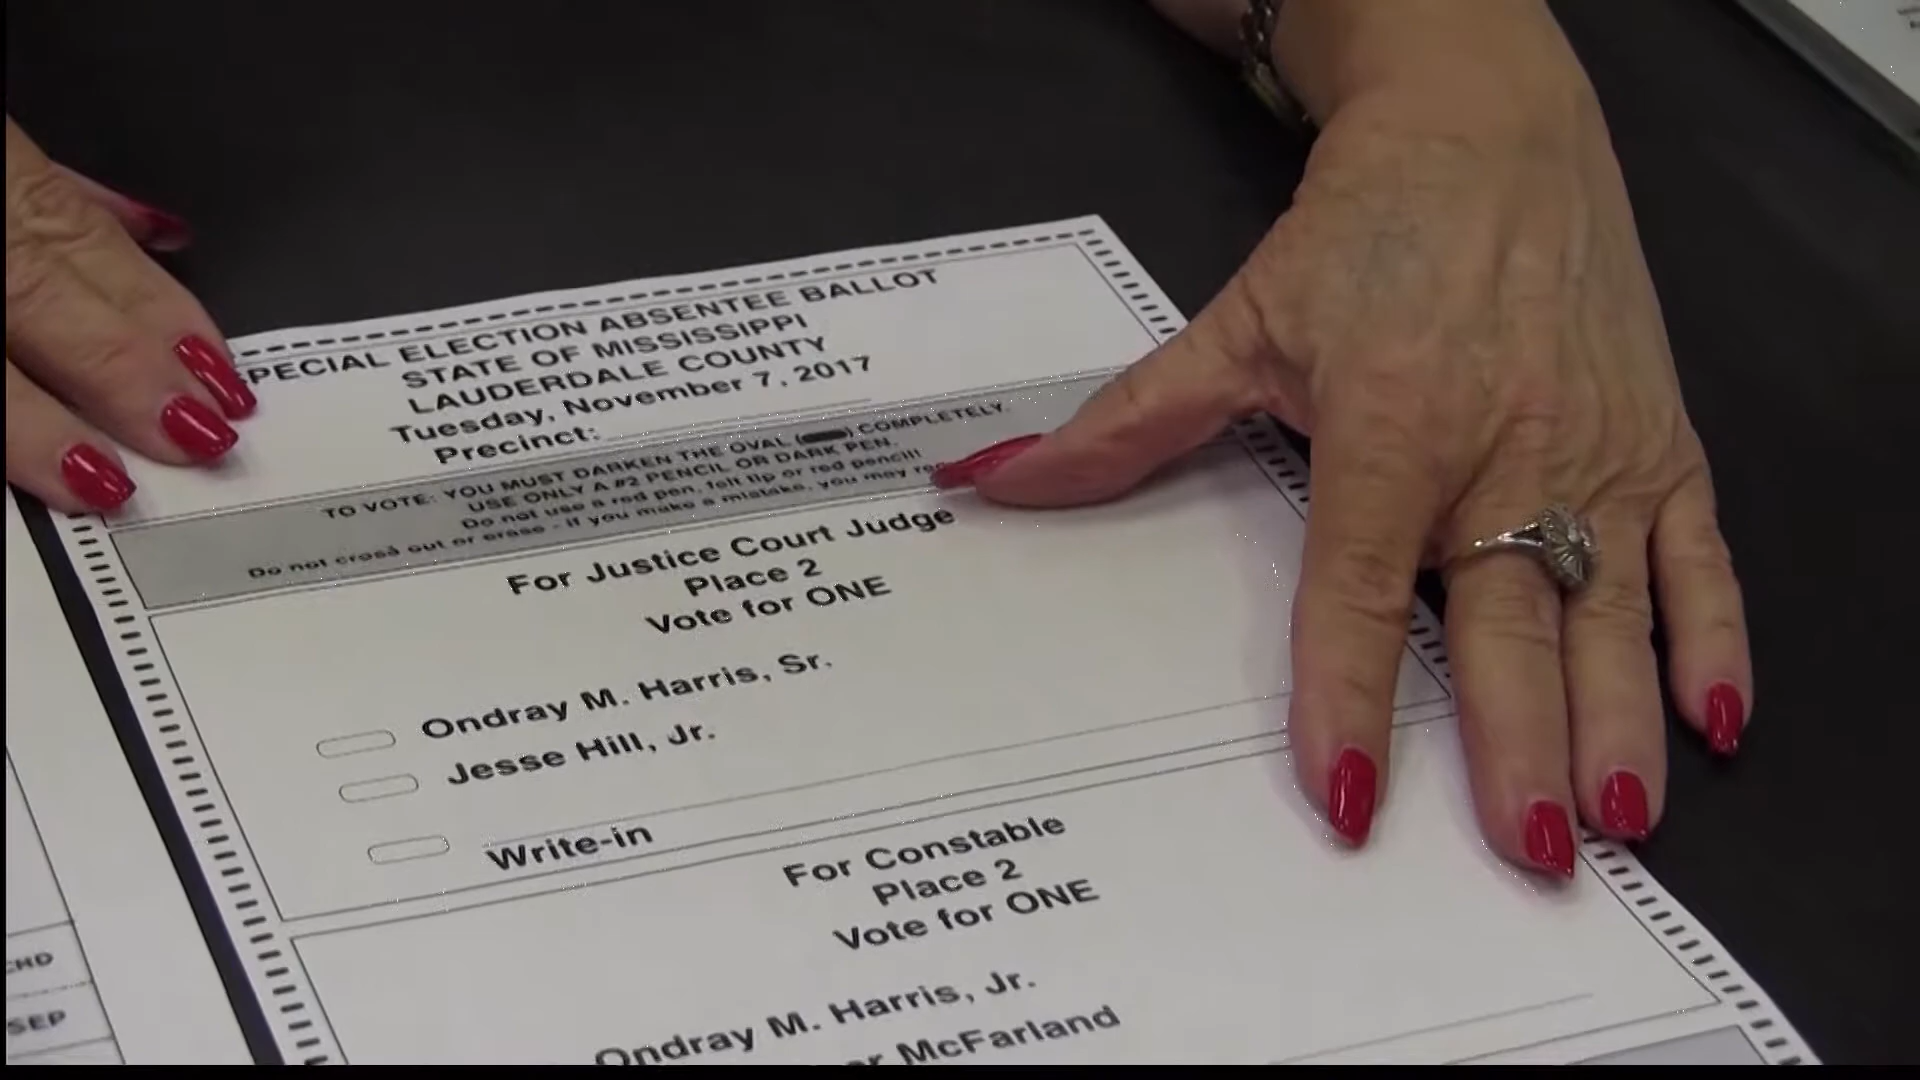 SPECIAL ELECTION ABSENTEE BALLOT
STATE OF MISSISSIPPI
LAUDERDALE COUNTY
Tuesday, November 7, 2017
Precinct:
TO VOTE: YOU MUST DARKEN THE OVAL ( ) COMPLETELY.
USE ONLY A #2 PENCIL OR DARK PEN.
Do not use a red pen, felt tip or red pencil!
Do not cross out or erase - if you make a mistake, you may
For Justice Court Judge
Place 2
Vote for ONE
Ondray M. Harris, Sr.
Jesse Hill, Jr.
Write-in
For Constable
Place 2
Vote for ONE
Ondray M. Harris, Jr.
McFarland
CHD
SEP